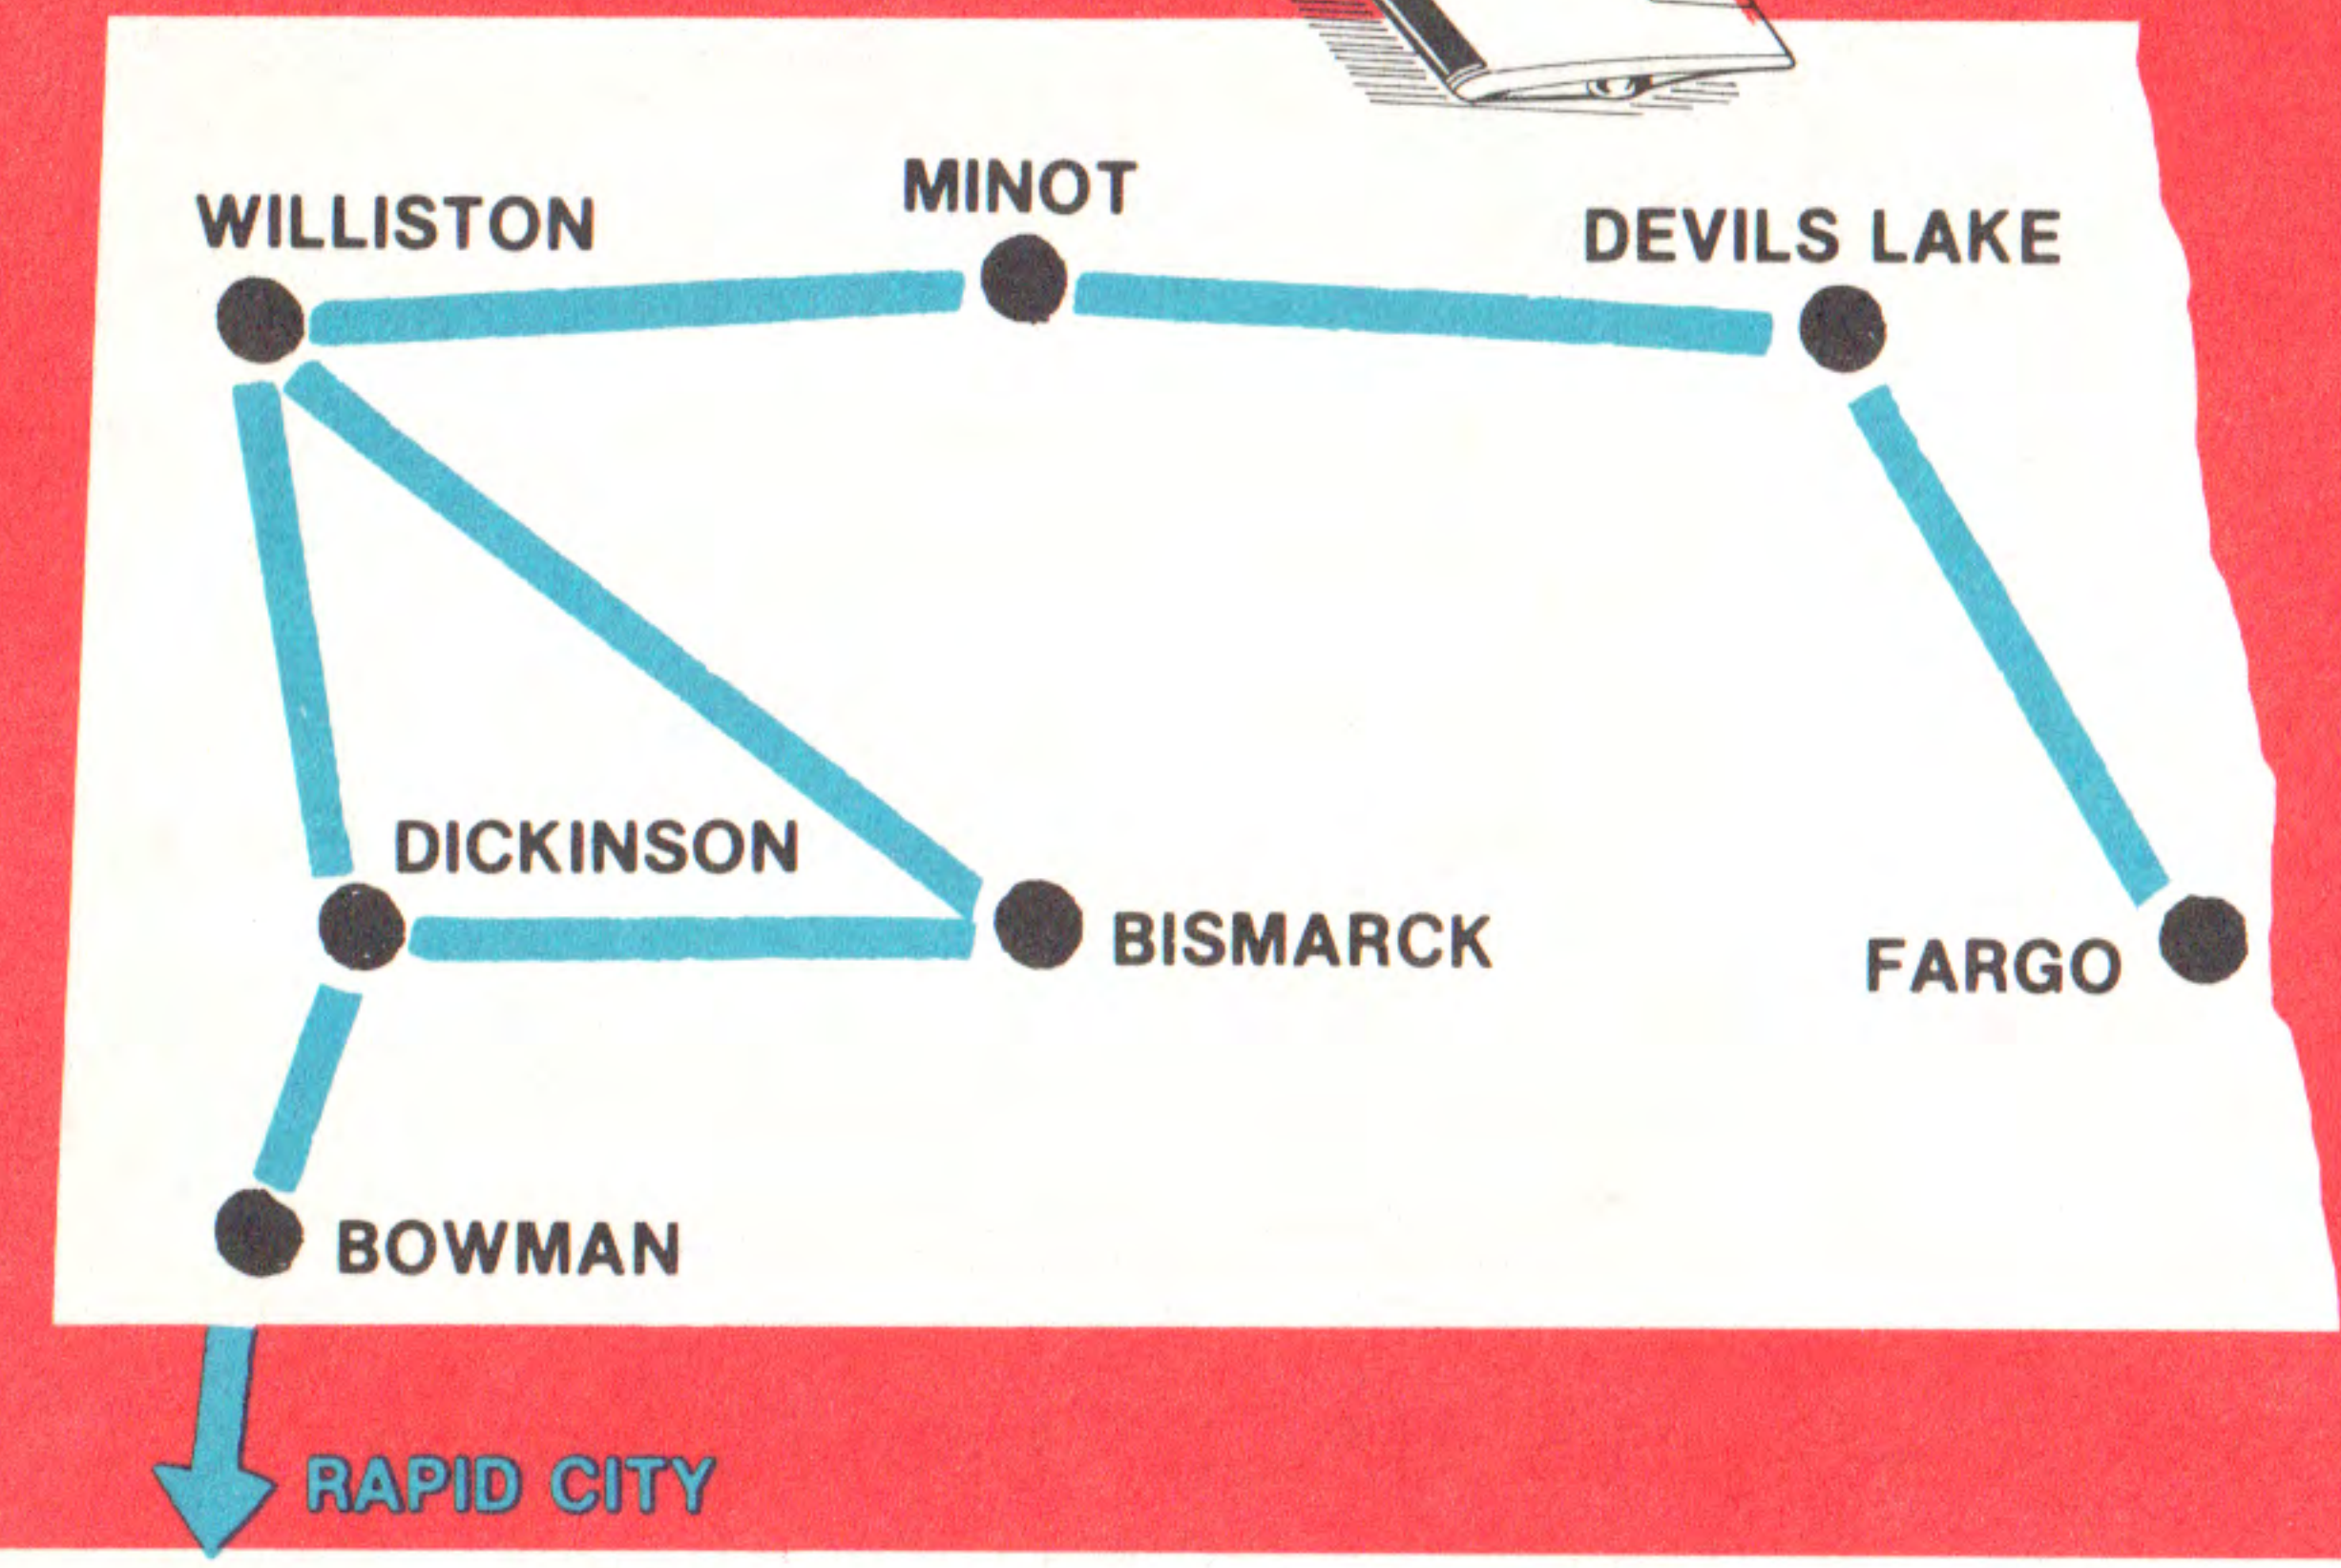 MINOT
WILLISTON
DEVILS LAKE
DICKINSON
BISMARCK
FARGO
BOWMAN
RAPID CITY